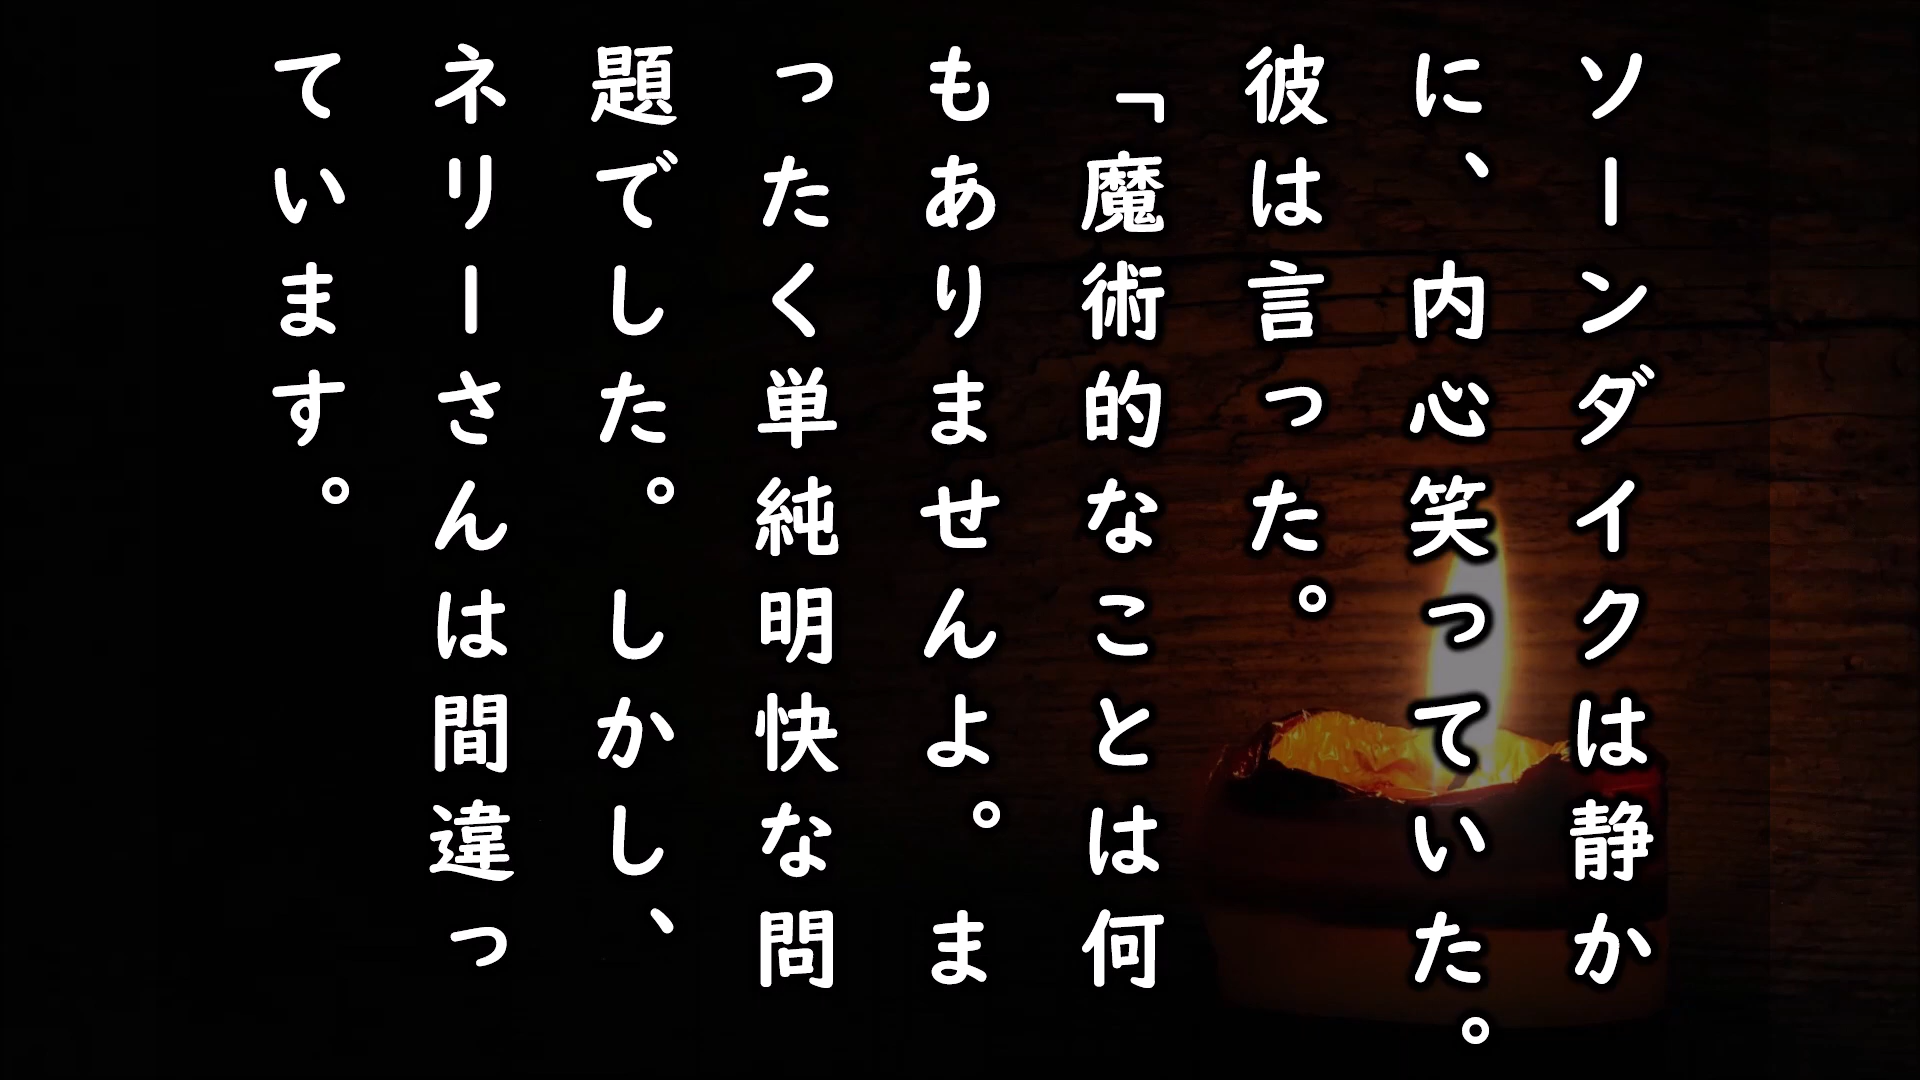 ソーンダイクは静か
に、内心笑っていた。
彼は言った。
「魔術的なことは何
もありませんよ。ま
ったく単純明快な問
題でした。しかし、
ネリーさんは間違っ
ています。